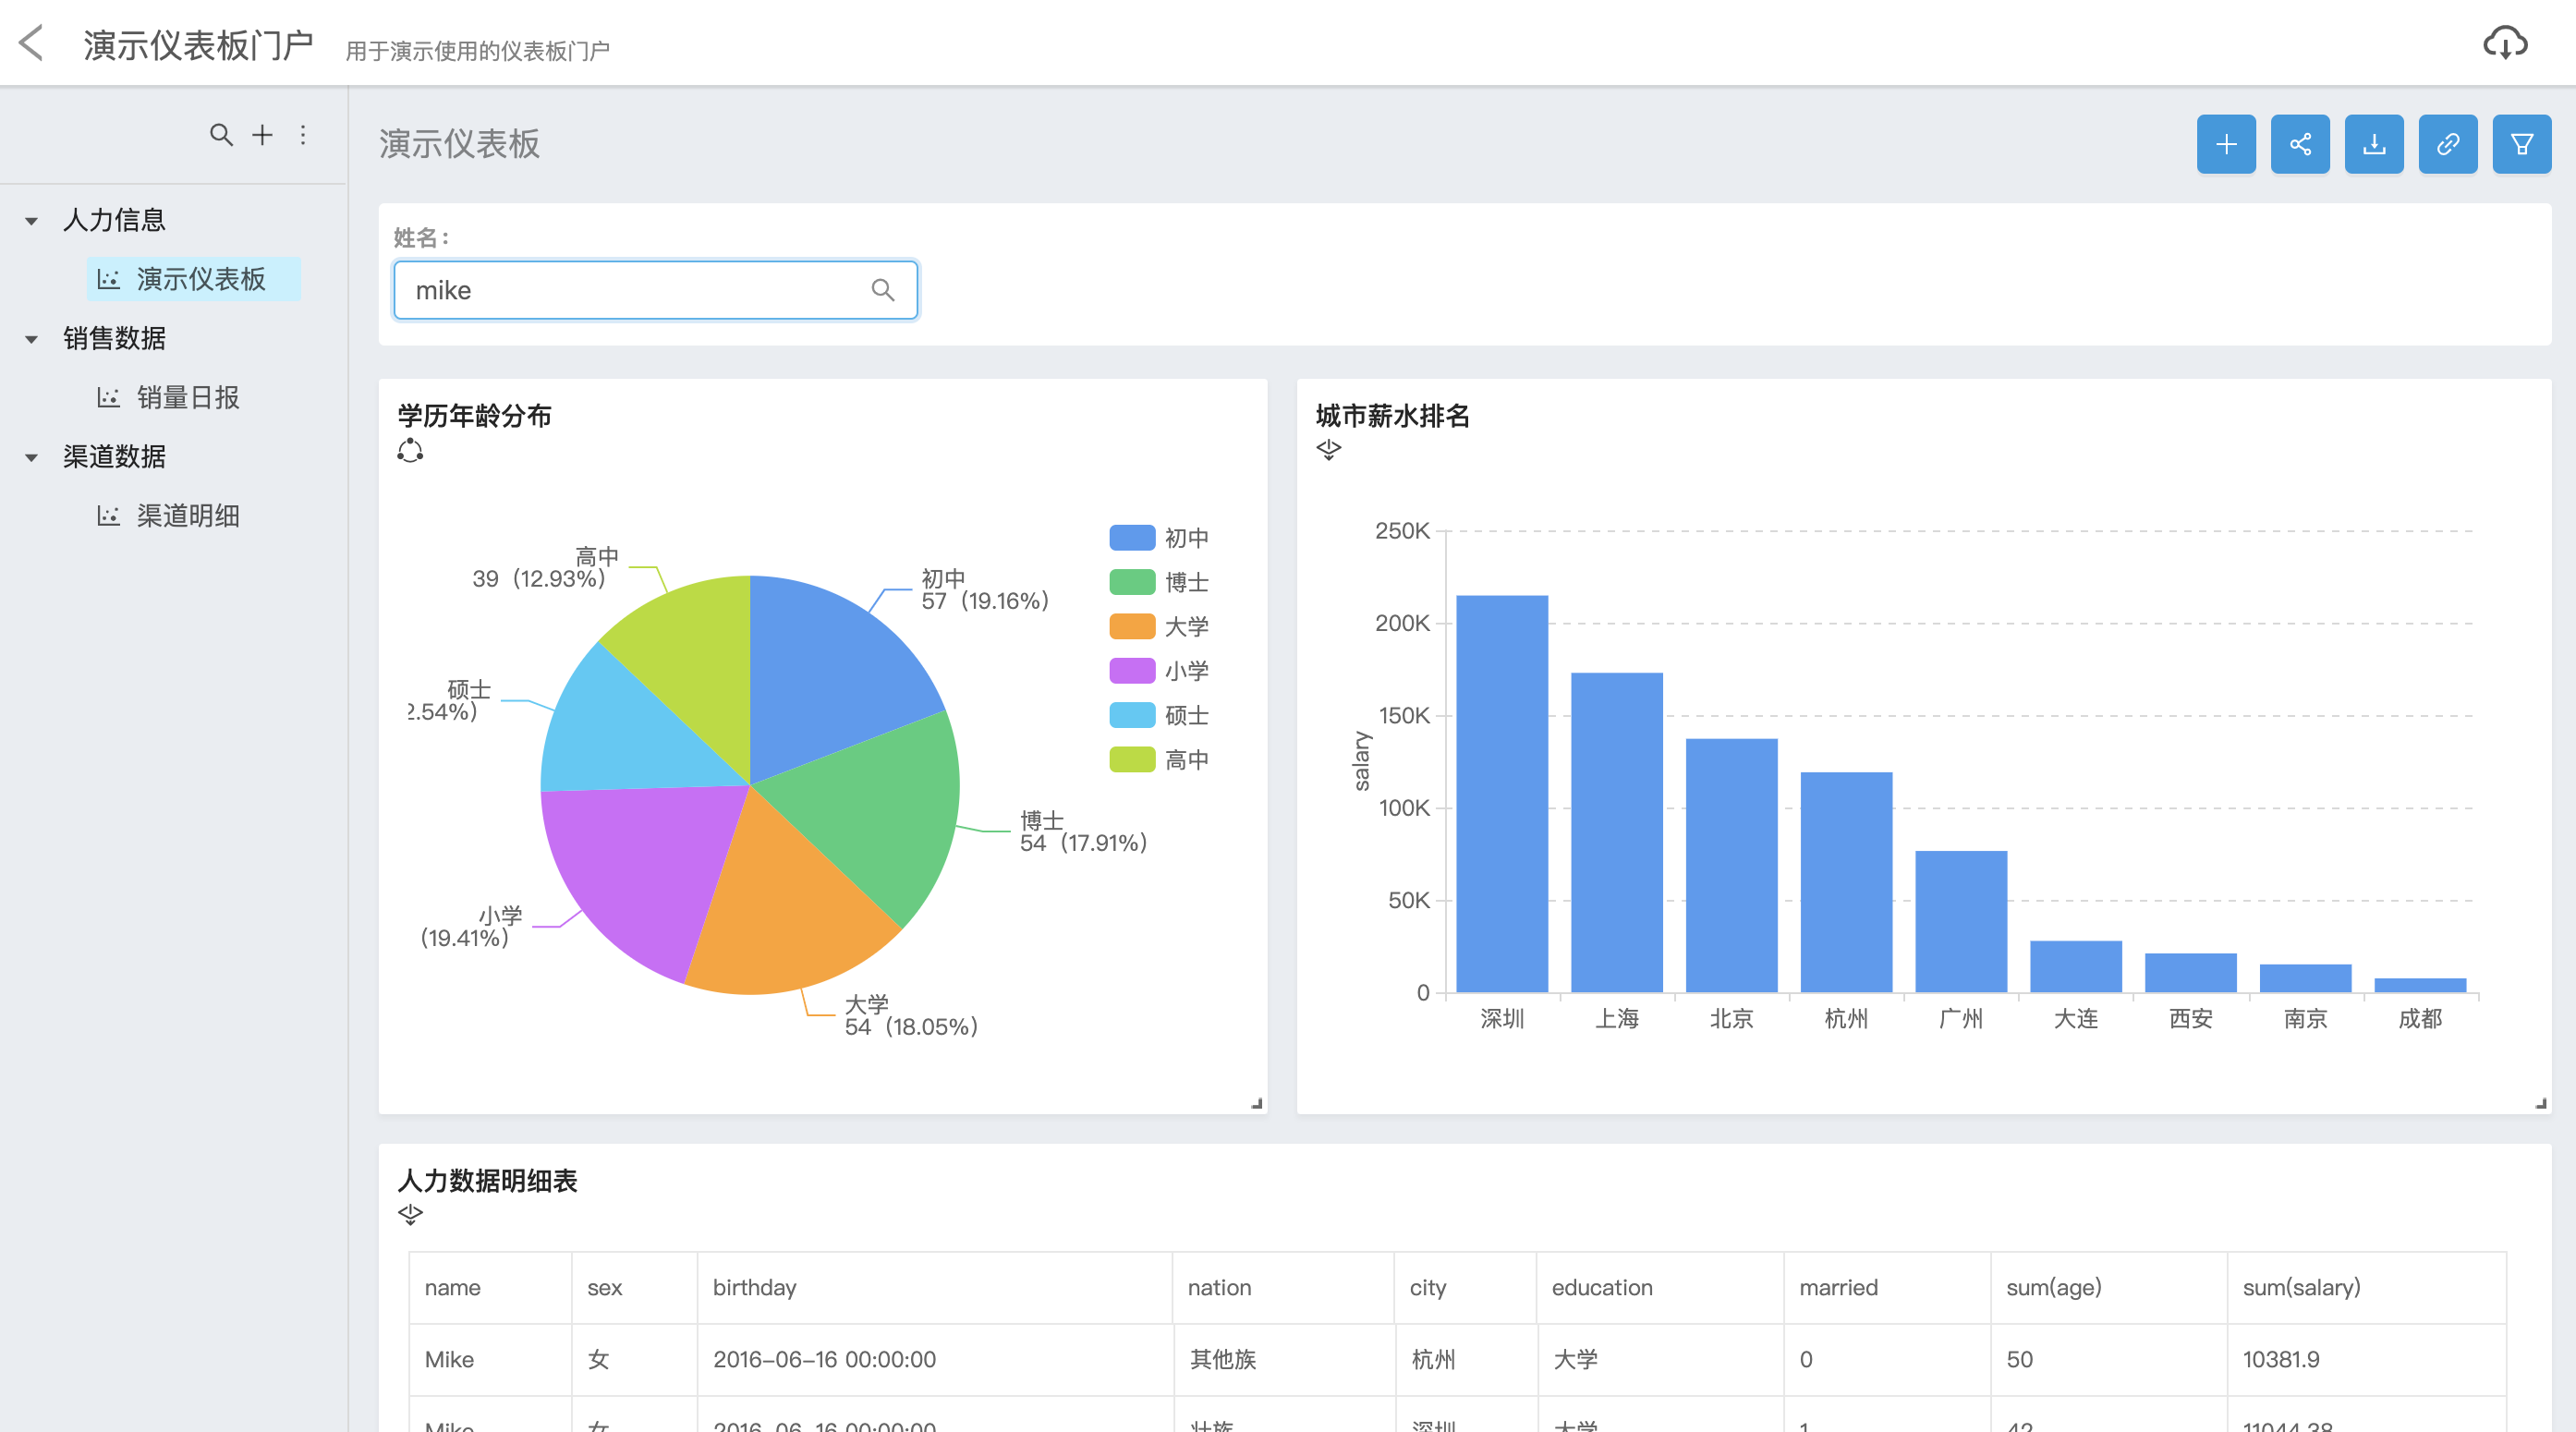 演示仪表板门户 用于演示使用的仪表板门户
人力信息
演示仪表板
销售数据
销量日报
渠道数据
渠道明细
演示仪表板
姓名：
mike
学历年龄分布
初中
57（19.16%）
博士
54（17.91%）
大学
54（18.05%）
小学
(19.41%)
硕士
2.54%)
高中
39（12.93%）
初中
博士
大学
小学
硕士
高中
城市薪水排名
salary
250K
200K
150K
100K
50K
0
深圳 上海 北京 杭州 广州 大连 西安 南京 成都
人力数据明细表
name sex birthday nation city education married sum(age) sum(salary)
Mike 女 2016-06-16 00:00:00 其他族 杭州 大学 0 50 10381.9
Mike 女 2016-06-16 00:00:00 壮族 深圳 大学 1 42 11044.38